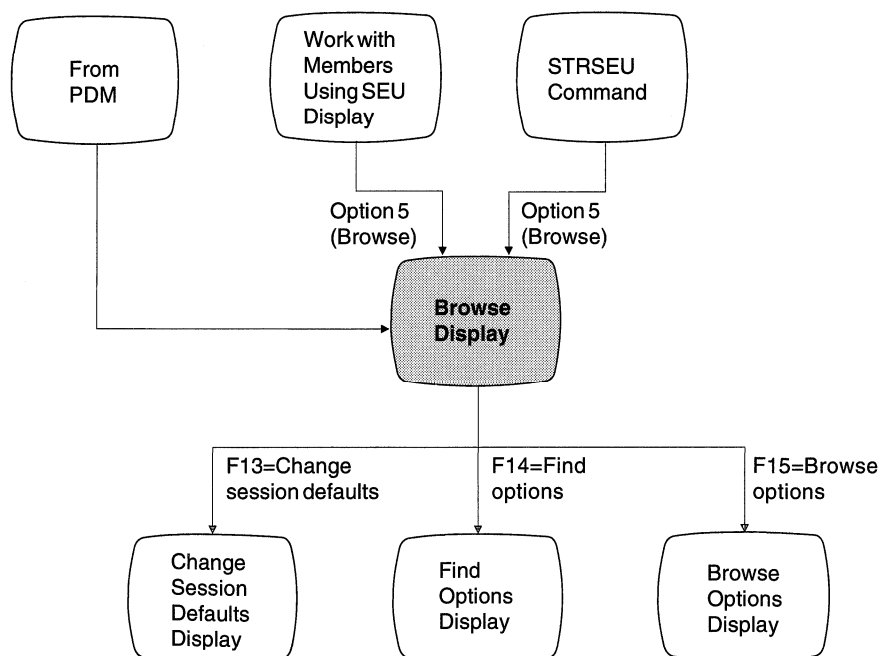 From
PDM
Work with
Members
Using SEU
Display
STRSEU
Command
Option 5
(Browse)
Option 5
(Browse)
Browse
Display
F13=Change
session defaults
F14=Find
options
F15=Browse
options
Change
Session
Defaults
Display
Find
Options
Display
Browse
Options
Display